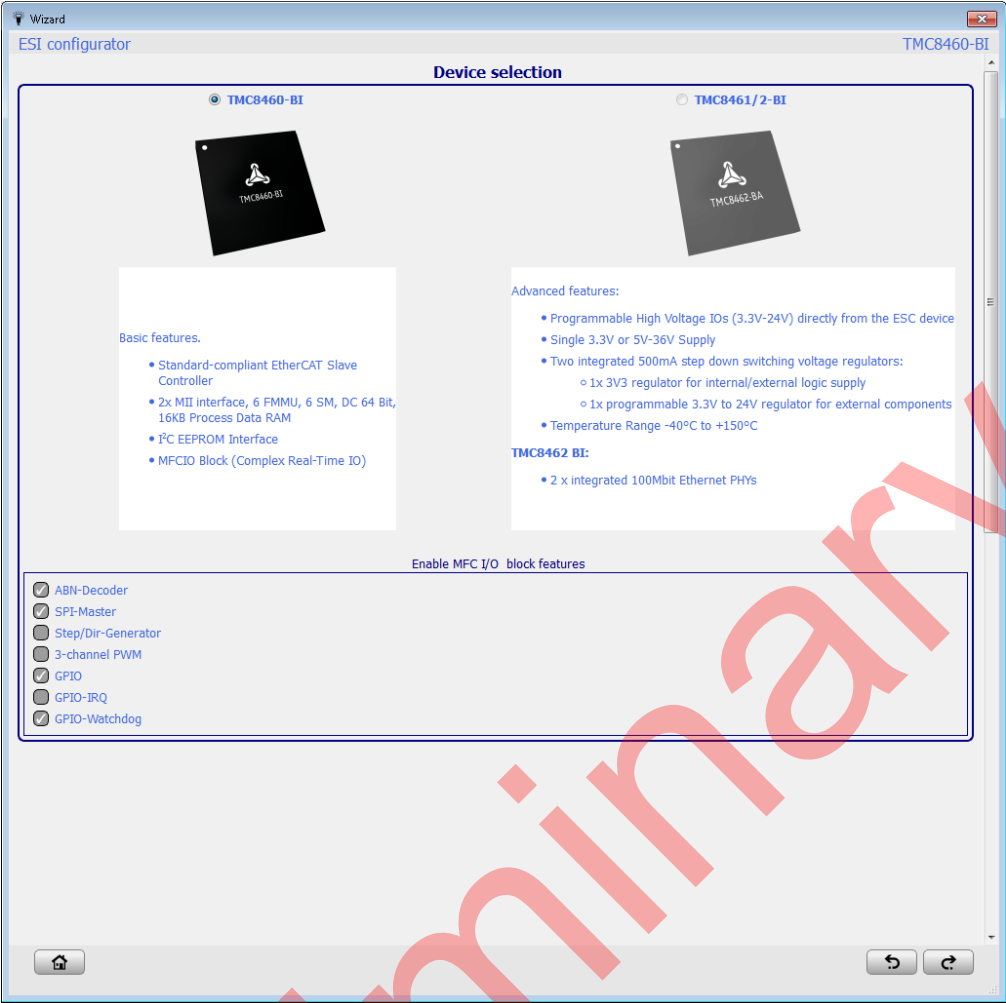 Wizard
ESI configurator
TMC8460-BI
Device selection
TMC8460-BI
TMC8461/2-BI
TMC8460-BI
TMC8462-BA
Basic features.
Standard-compliant EtherCAT Slave
Controller
2x MII interface, 6 FMMU, 6 SM, DC 64 Bit,
16KB Process Data RAM
I²C EEPROM Interface
MFCIO Block (Complex Real-Time IO)
Advanced features:
Programmable High Voltage IOs (3.3V-24V) directly from the ESC device
Single 3.3V or 5V-36V Supply
Two integrated 500mA step down switching voltage regulators:
1x 3V3 regulator for internal/external logic supply
1x programmable 3.3V to 24V regulator for external components
Temperature Range -40ºC to +150ºC
TMC8462 BI:
2 x integrated 100Mbit Ethernet PHYs
Enable MFC I/O  block features
ABN-Decoder
SPI-Master
Step/Dir-Generator
3-channel PWM
GPIO
GPIO-IRQ
GPIO-Watchdog
minary